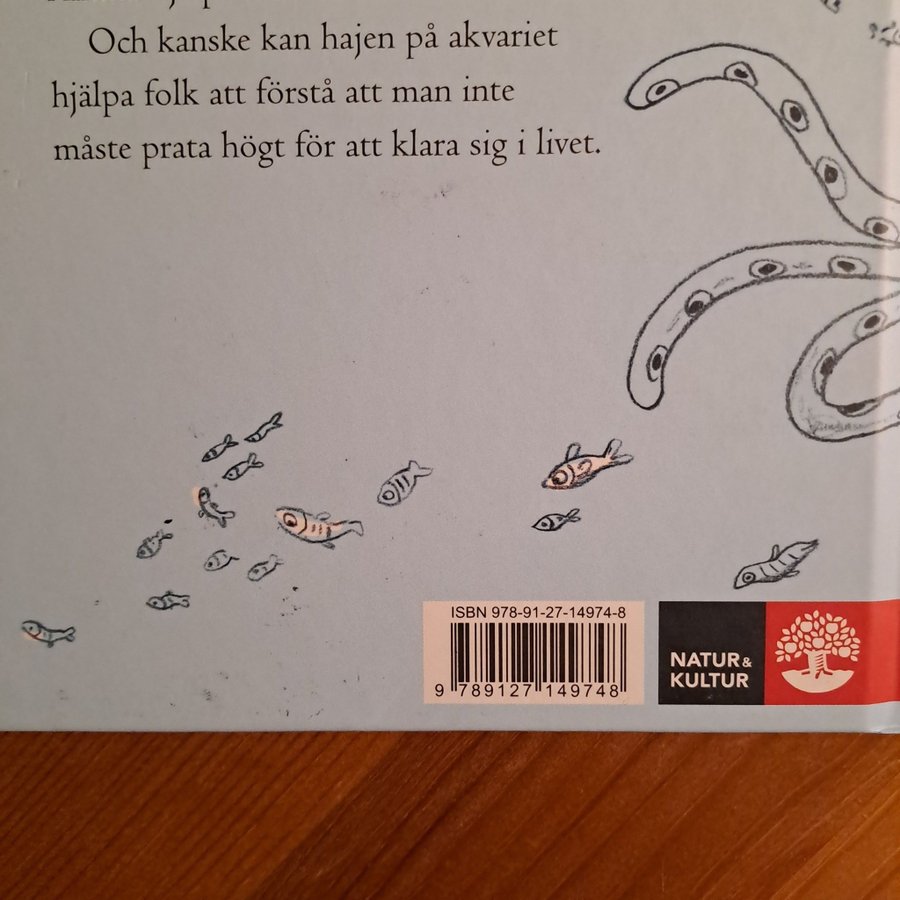 Och kanske kan hajen på akvariet
hjälpa folk att förstå att man inte
måste prata högt för att klara sig i livet.
ISBN 978-91-27-14974-8
9 789127 149748
NATUR &
KULTUR